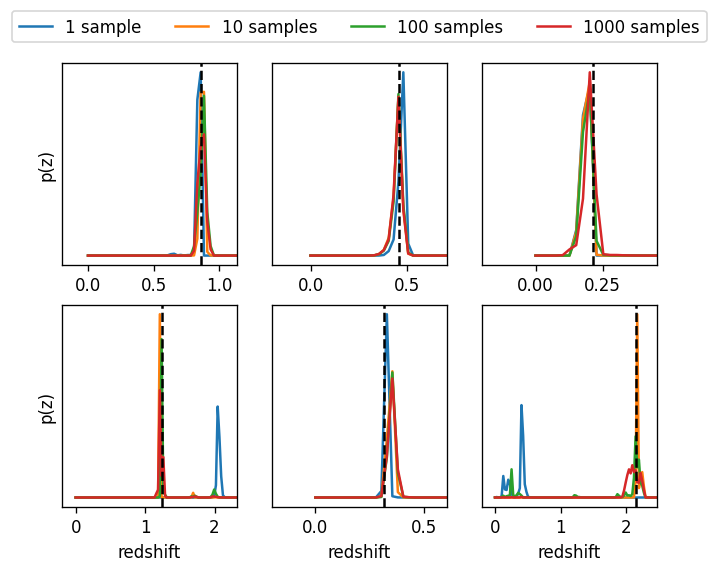 1 sample 10 samples 100 samples 1000 samples
p(z)
0.0 0.5 1.0 0.0 0.5 0.00 0.25
p(z)
0 1 2 0.0 0.5 0 1 2
redshift redshift redshift